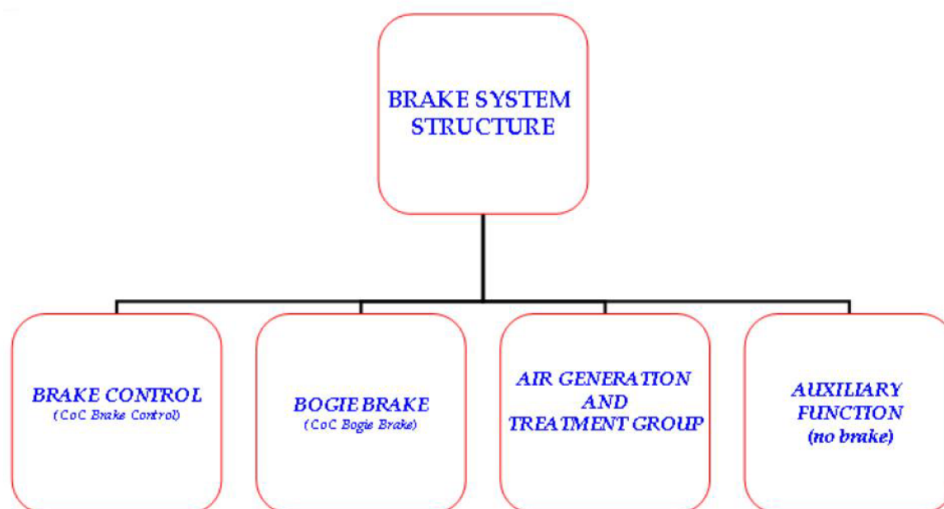 BRAKE SYSTEM
STRUCTURE
BRAKE CONTROL
(CoC Brake Control)
BOGIE BRAKE
(CoC Bogie Brake)
AIR GENERATION
AND
TREATMENT GROUP
AUXILIARY
FUNCTION
(no brake)